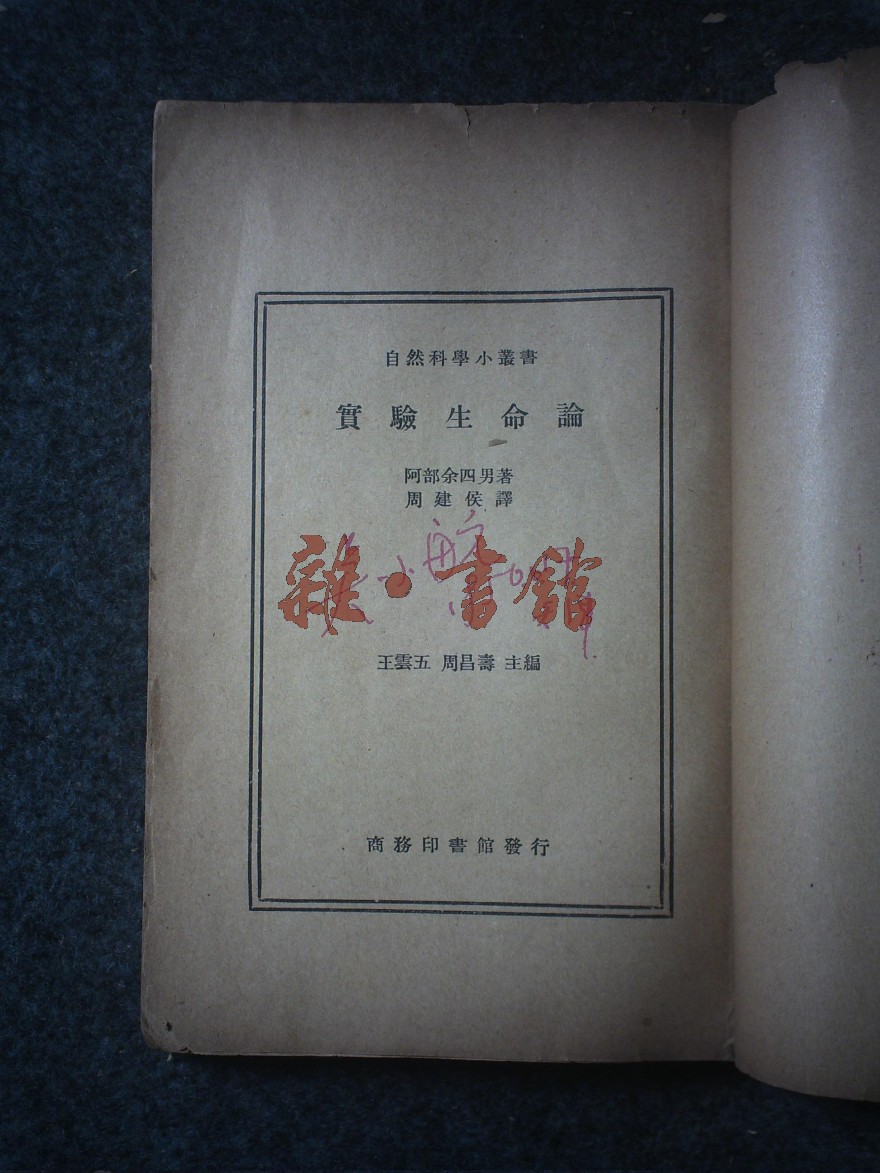 自然科學小叢書
實驗生命論
阿部余四男著
周建侯譯
雜·書館
王雲五 周昌壽 主編
商務印書館發行